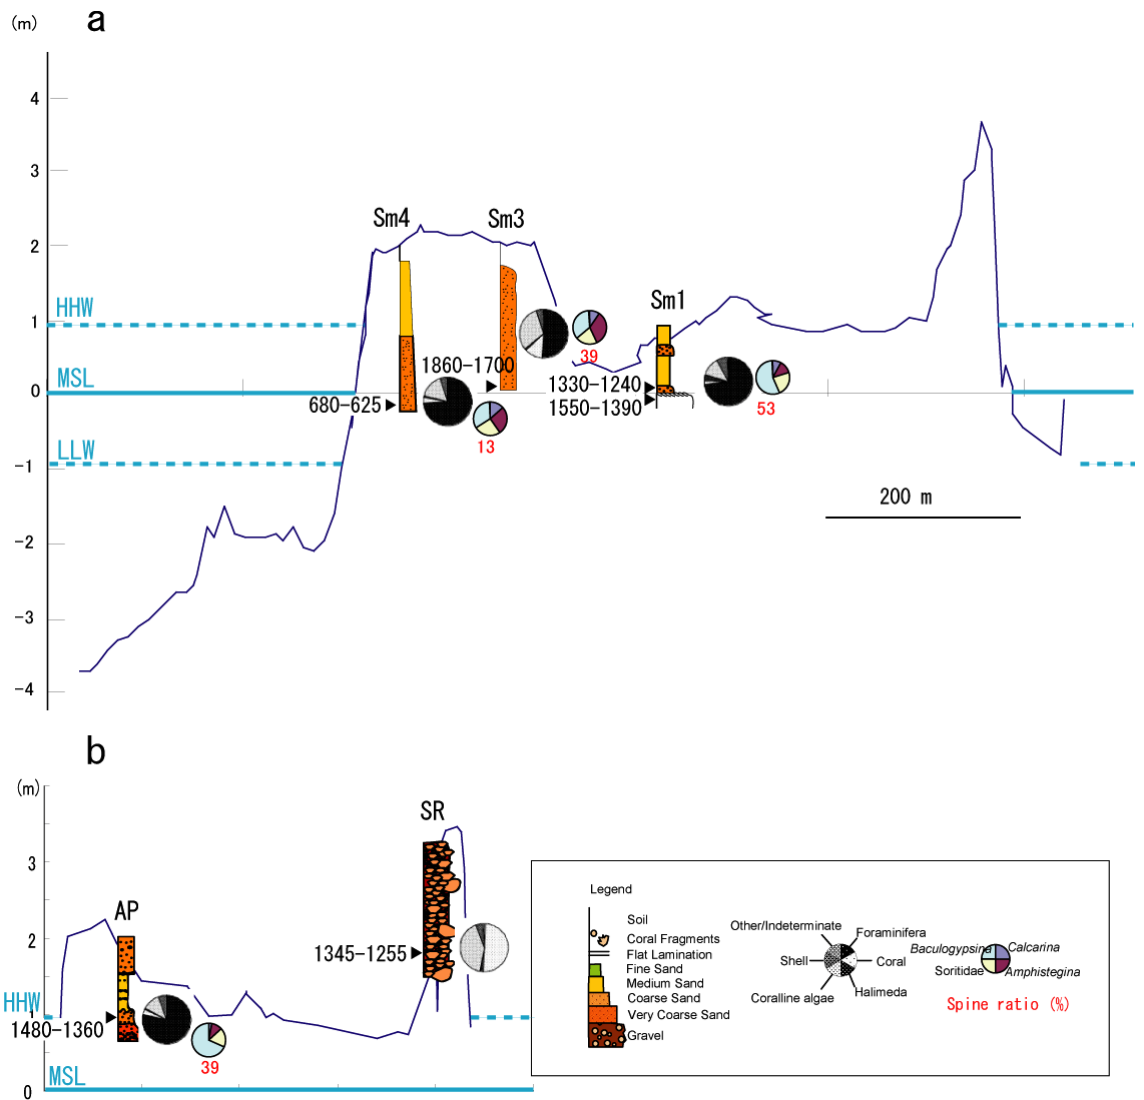 (m)
a
4
3
Sm4
Sm3
2
HHW
Sm1
1
1860-1700
39
MSL
0
680-625
1330-1240
1550-1390
53
13
LLW
-1
200 m
-2
-3
-4
b
(m)
SR
3
AP
2
1345-1255
HHW
1
1480-1360
39
MSL
0
Legend
Soil
Coral Fragments
Flat Lamination
Fine Sand
Medium Sand
Coarse Sand
Very Coarse Sand
Gravel
Other/Indeterminate
Foraminifera
Shell
Coral
Coralline algae
Halimeda
Baculogypsina
Calcarina
Soritidae
Amphistegina
Spine ratio (%)